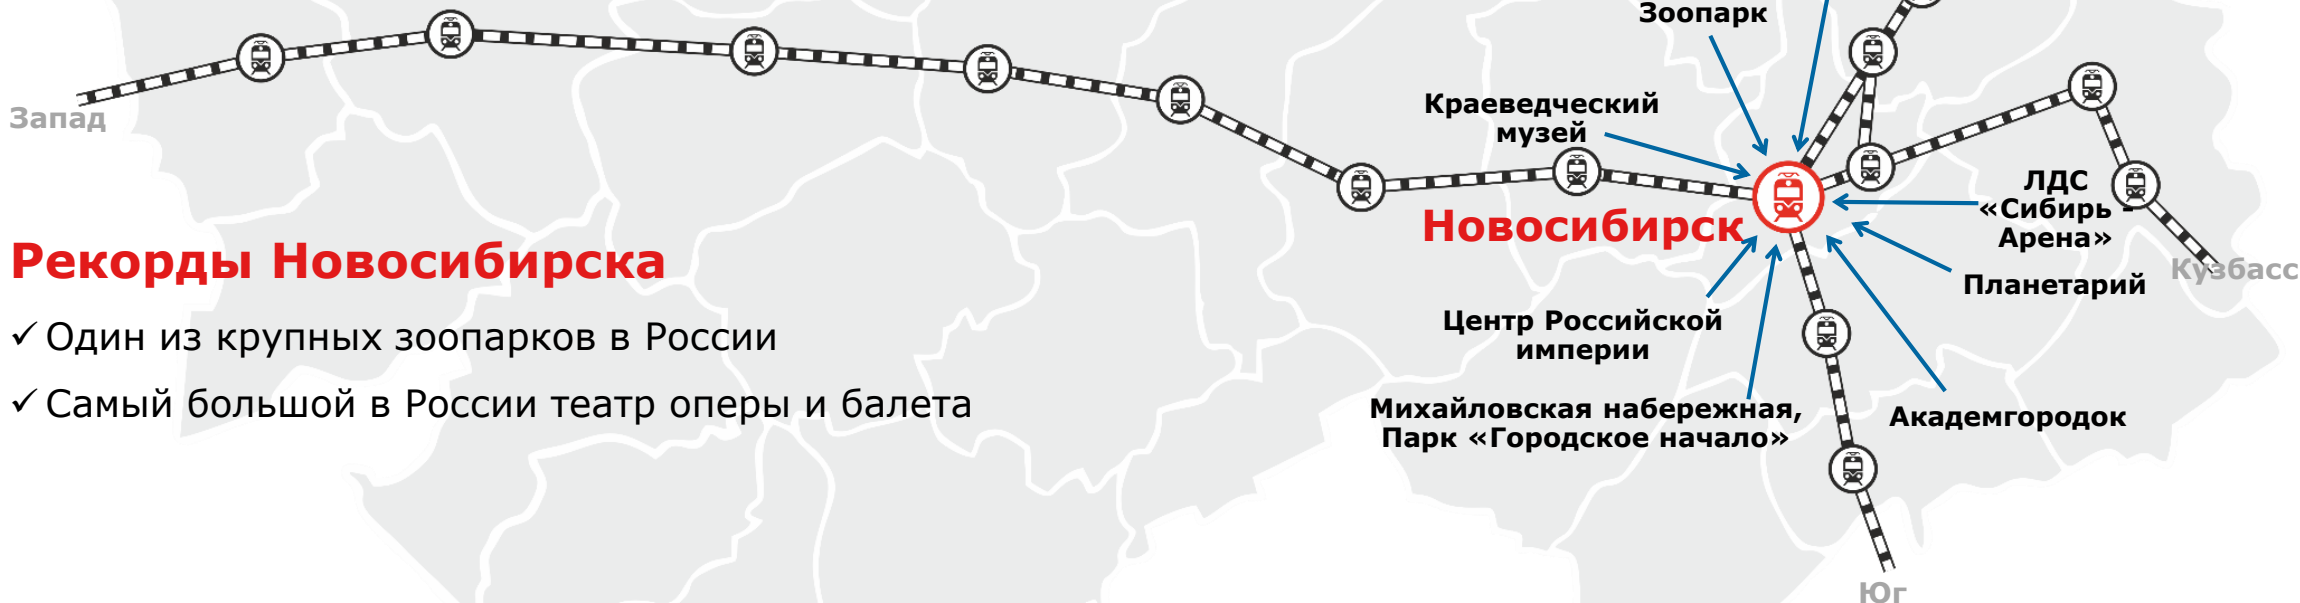 Зоопарк
Запад
Краеведческий
музей
ЛДС
«Сибирь -
Арена»
Новосибирск
Рекорды Новосибирска
Кузбасс
Планетарий
✓ Один из крупных зоопарков в России
Центр Российской
империи
✓ Самый большой в России театр оперы и балета
Михайловская набережная,
Парк «Городское начало»
Академгородок
Юг